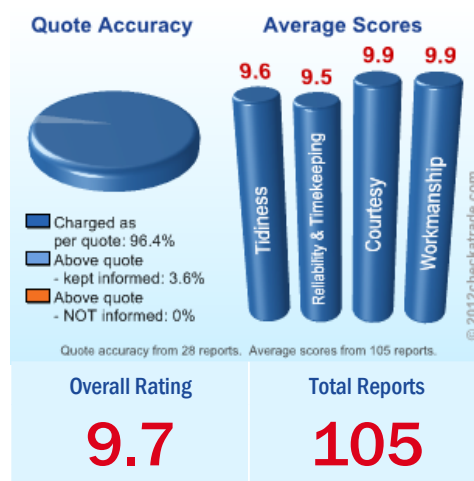 Quote Accuracy
Average Scores
9.6
9.5
9.9
9.9
Tidiness
Reliability & Timekeeping
Courtesy
Workmanship
Charged as
per quote: 96.4%
Above quote
- kept informed: 3.6%
Above quote
- NOT informed: 0%
© 2012checkatrade.com
Quote accuracy from 28 reports. Average scores from 105 reports.
Overall Rating
9.7
Total Reports
105